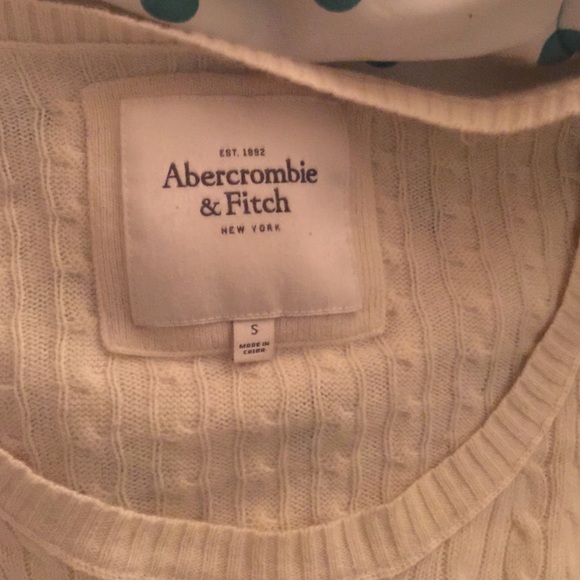 EST. 1892
Abercrombie
& Fitch
NEW YORK
S
MADE IN
CHINA